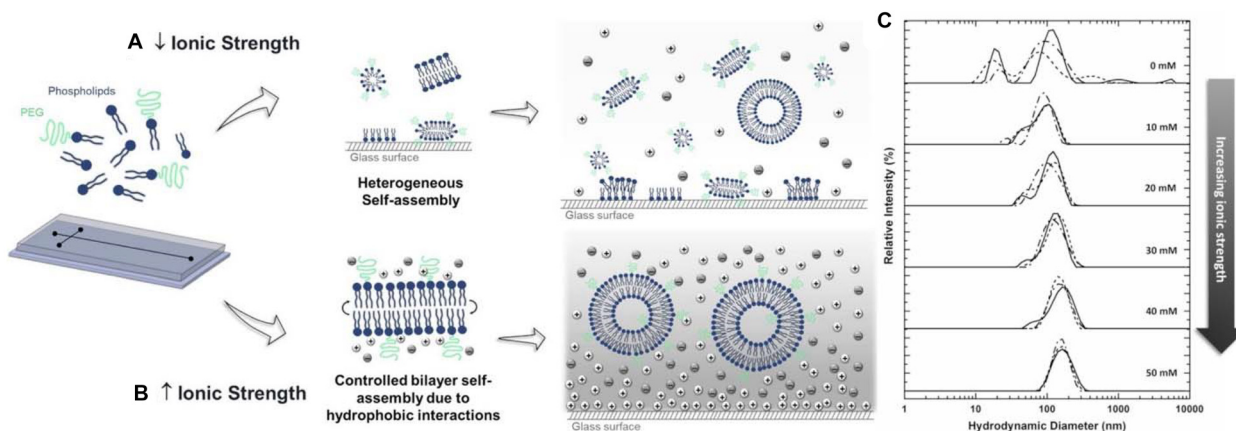 A ↓ Ionic Strength
Phospholipds
PEG
Glass surface
Heterogeneous
Self-assembly
Glass surface
B ↑ Ionic Strength
Controlled bilayer self-
assembly due to
hydrophobic interactions
Glass surface
C
Relative Intensity (%)
0 mM
10 mM
20 mM
30 mM
40 mM
50 mM
1 10 100 1000 10000
Hydrodynamic Diameter (nm)
Increasing ionic strength